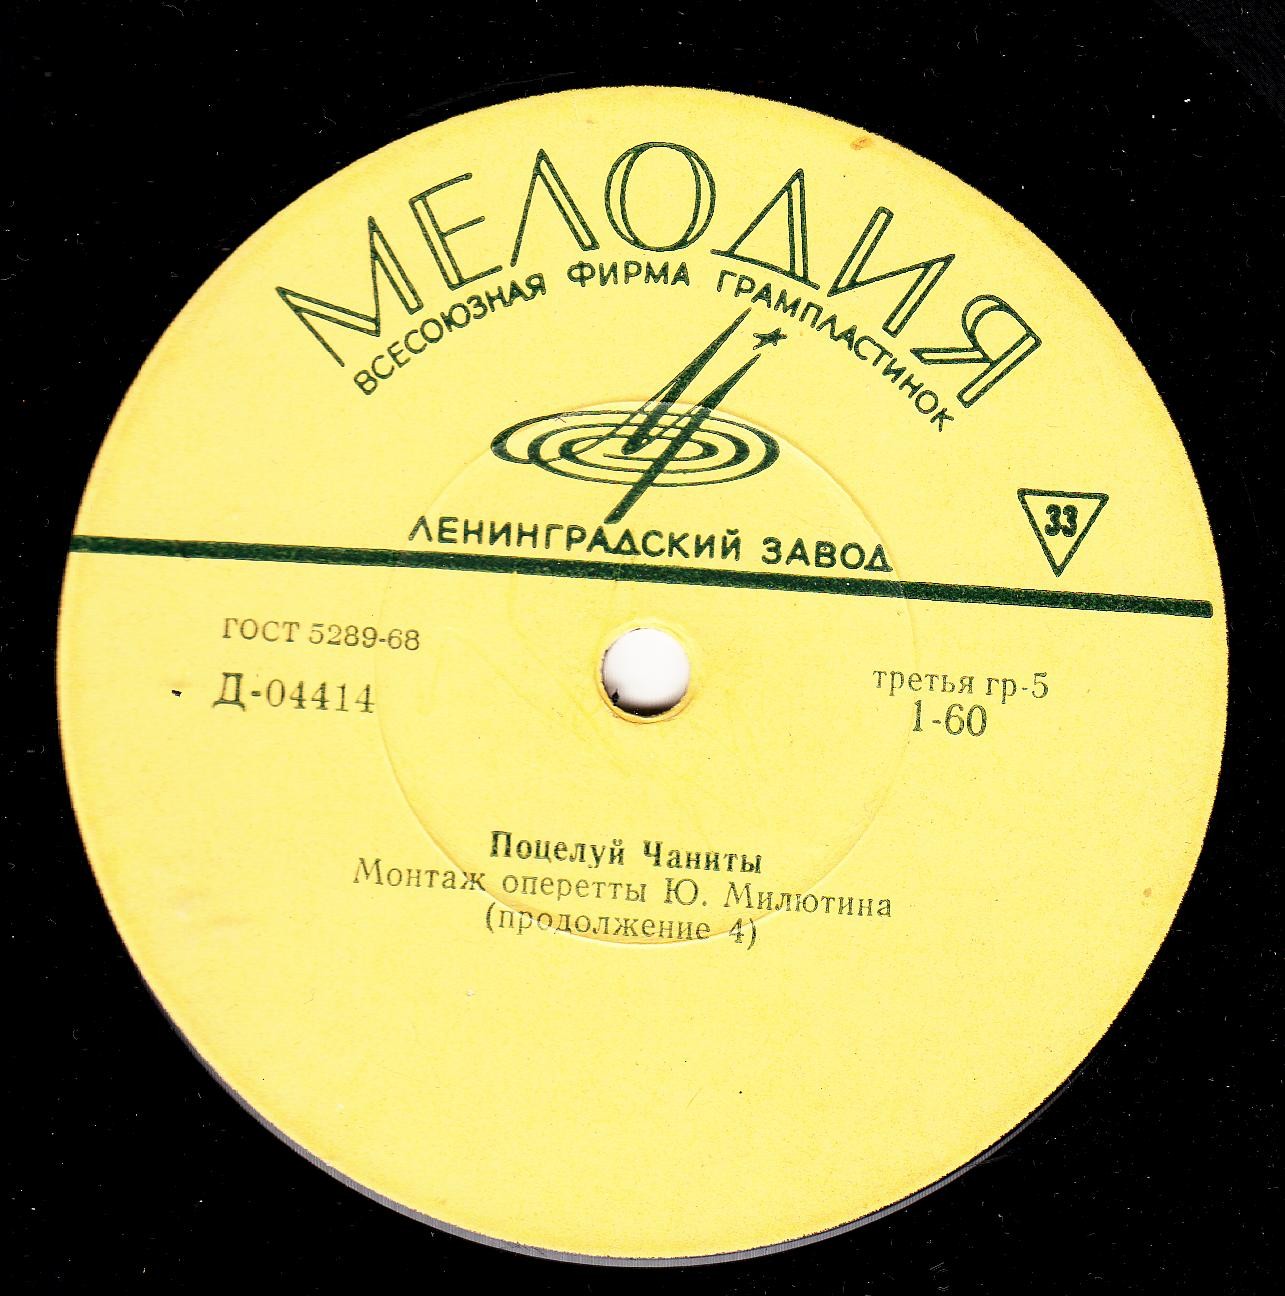 МЕЛОДИЯ
ВСЕСОЮЗНАЯ ФИРМА ГРАМПЛАСТИНОК
33
ЛЕНИНГРАДСКИЙ ЗАВОД
ГОСТ 5289-68
Д-04414
третья гр-5
1-60
Поцелуй Чаниты
Монтаж оперетты Ю. Милютина
(продолжение 4)